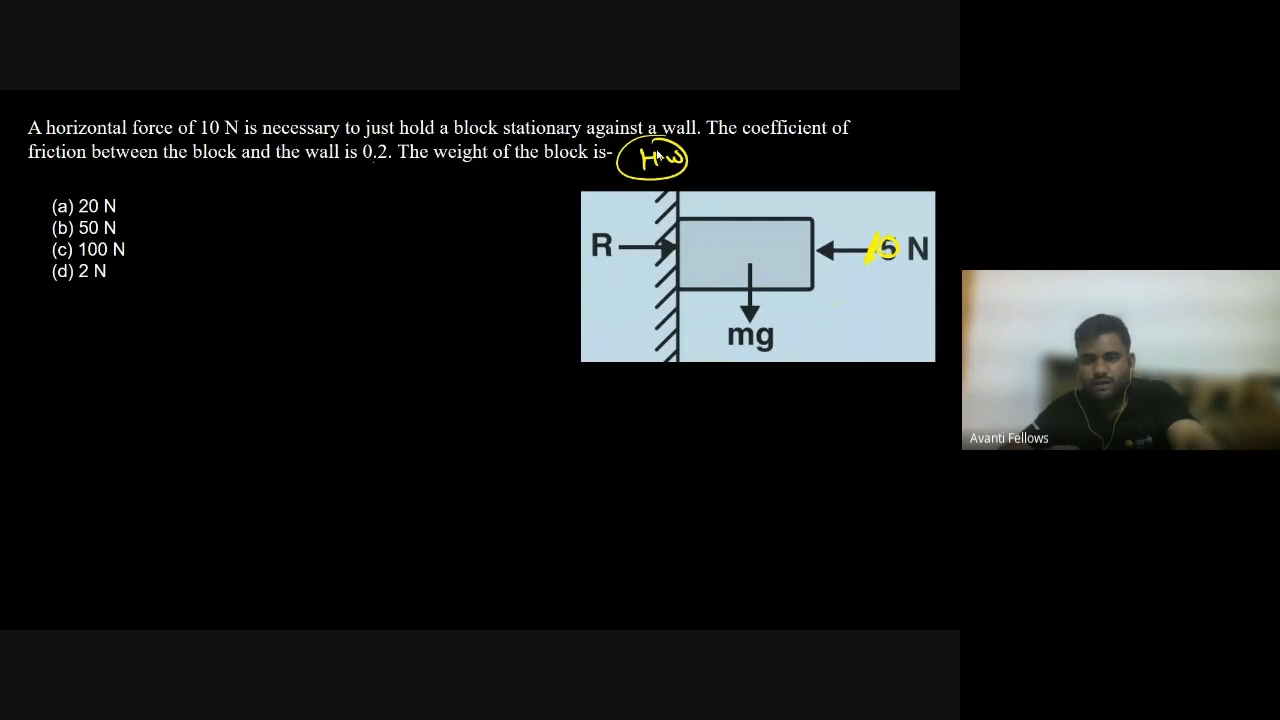 A horizontal force of 10 N is necessary to just hold a block stationary against a wall. The coefficient of
friction between the block and the wall is 0.2. The weight of the block is- H.W
(a) 20 N
(b) 50 N
(c) 100 N
(d) 2 N
R
10 N
mg
Avanti Fellows